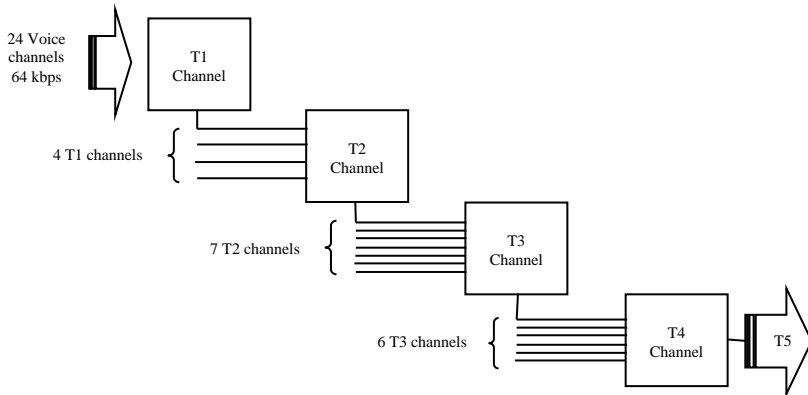 24 Voice
channels
64 kbps
T1
Channel
4 T1 channels
T2
Channel
7 T2 channels
T3
Channel
6 T3 channels
T4
Channel
T5